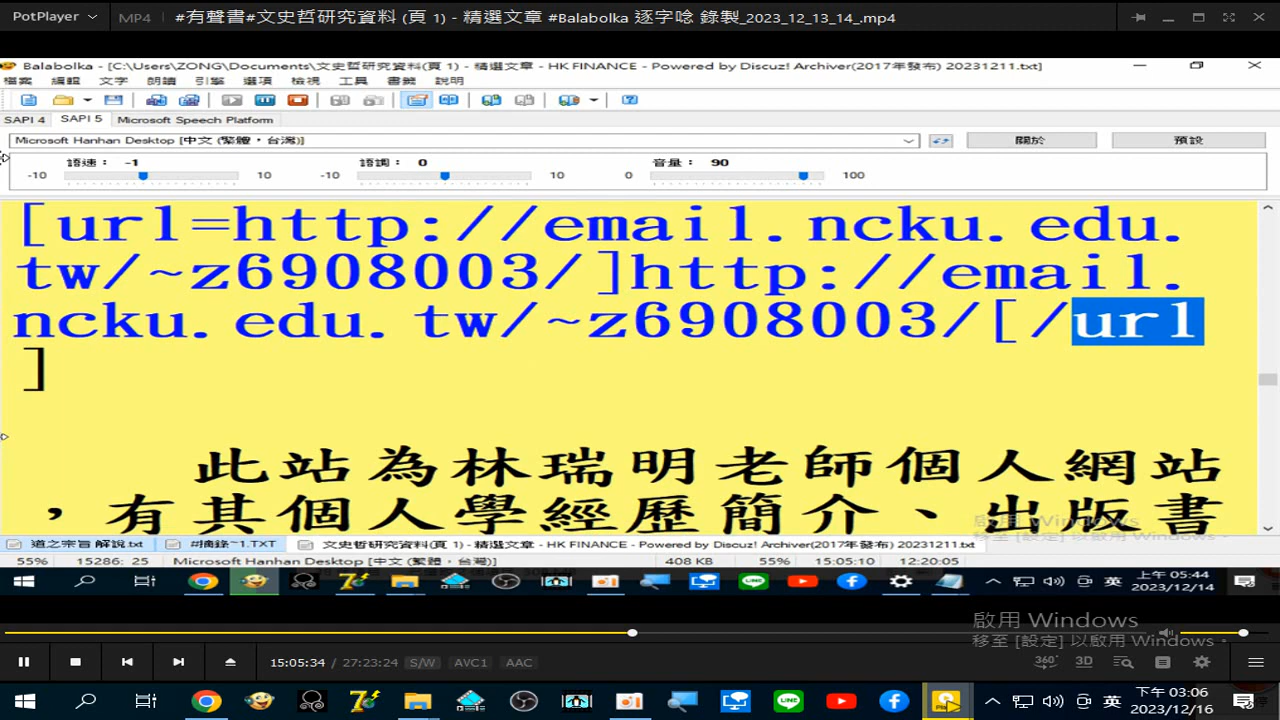 PotPlayer MP4 #有聲書#文史哲研究資料 (頁 1) - 精選文章 #Balabolka 逐字唸 錄製_2023_12_13_14_.mp4
Balabolka - [C:\Users\ZONG\Documents\文史哲研究資料(頁 1) - 精選文章 - HK FINANCE - Powered by Discuz! Archiver(2017年發布) 20231211.txt]
檔案 編輯 文字 朗讀 引擎 選項 檢視 工具 書籤 說明
SAPI 4 SAPI 5 Microsoft Speech Platform
Microsoft Hanhan Desktop [中文 (繁體，台灣)] 關於 預設
語速： -1 語調： 0 音量： 90
-10 10 -10 10 0 100
[url=http://email.ncku.edu.
tw/~z6908003/]http://email.
ncku.edu.tw/~z6908003/[/url
]
此站為林瑞明老師個人網站
，有其個人學經歷簡介、出版書
啟用 Windows
移至 [設定] 以啟用 Windows。
道之宗旨 解說.txt #摘錄~1.TXT 文史哲研究資料(頁 1) - 精選文章 - HK FINANCE - Powered by Discuz! Archiver(2017年發布) 20231211.txt
55% 15286: 25 Microsoft Hanhan Desktop [中文 (繁體，台灣)] 408 KB 55% 15:05:10 12:20:05
英 上午 05:44
2023/12/14
啟用 Windows
移至 [設定] 以啟用 Windows。
15:05:34 / 27:23:24 S/W AVC1 AAC 360° 3D
英 下午 03:06
2023/12/16